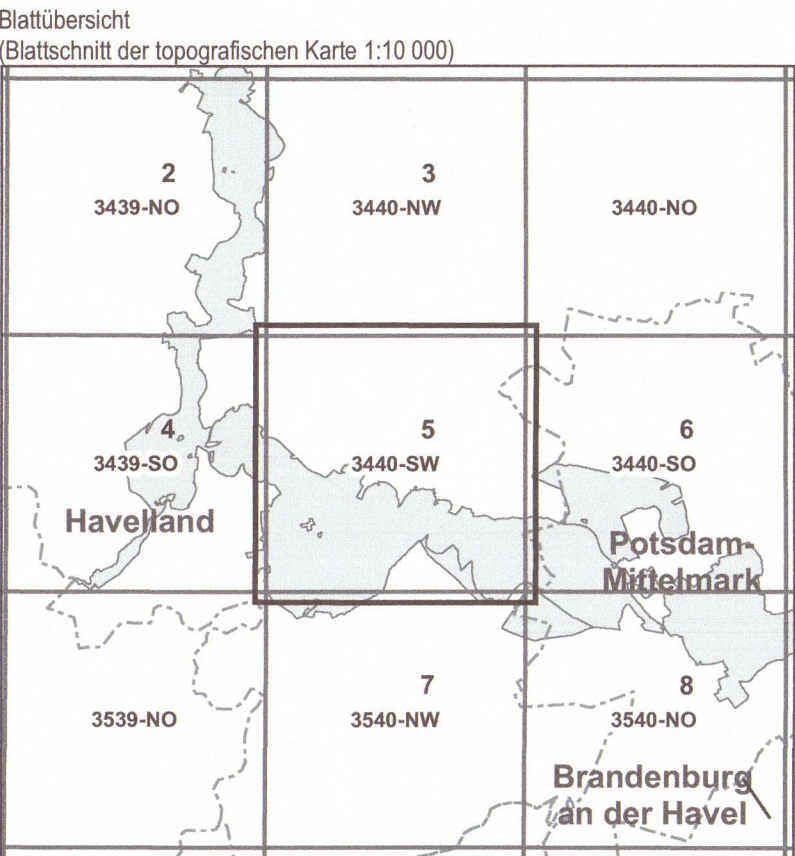 Blattübersicht
(Blattschnitt der topografischen Karte 1:10 000)
2
3439-NO
3
3440-NW
3440-NO
4
3439-SO
5
3440-SW
6
3440-SO
Havelland
Potsdam-
Mittelmark
3539-NO
7
3540-NW
8
3540-NO
Brandenburg
an der Havel